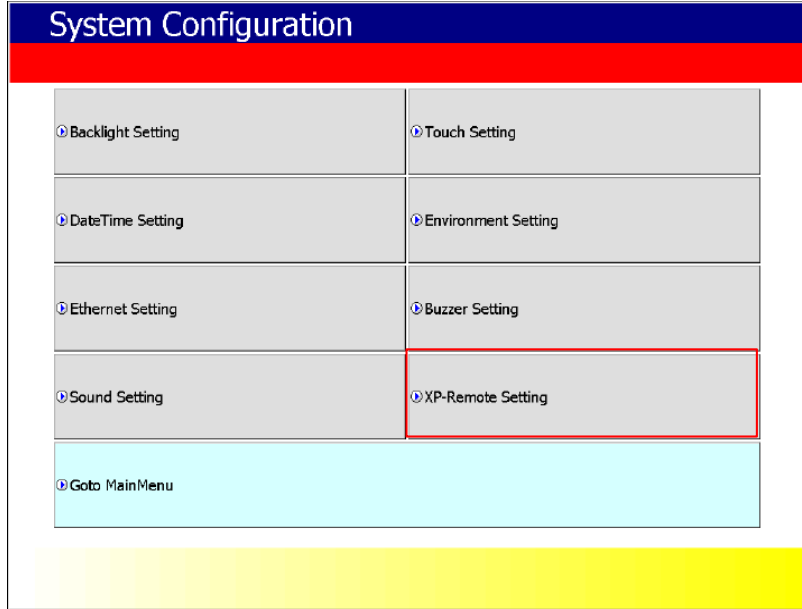 System Configuration
Backlight Setting
Touch Setting
DateTime Setting
Environment Setting
Ethernet Setting
Buzzer Setting
Sound Setting
XP-Remote Setting
Goto MainMenu